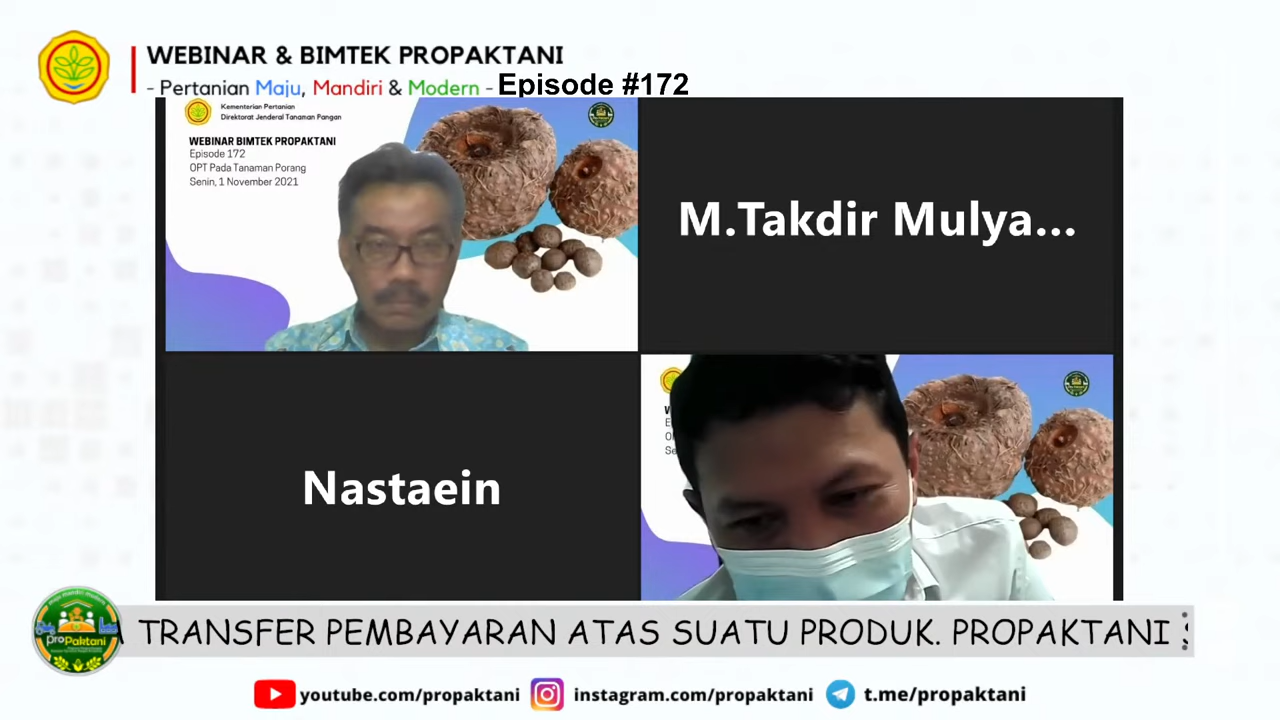 WEBINAR & BIMTEK PROPAKTANI
- Pertanian Maju, Mandiri & Modern - Episode #172
Kementerian Pertanian
Direktorat Jenderal Tanaman Pangan
WEBINAR BIMTEK PROPAKTANI
Episode 172
OPT Pada Tanaman Porang
Senin, 1 November 2021
M.Takdir Mulya...
Nastaein
proPaktani
TRANSFER PEMBAYARAN ATAS SUATU PRODUK. PROPAKTANI
youtube.com/propaktani instagram.com/propaktani t.me/propaktani